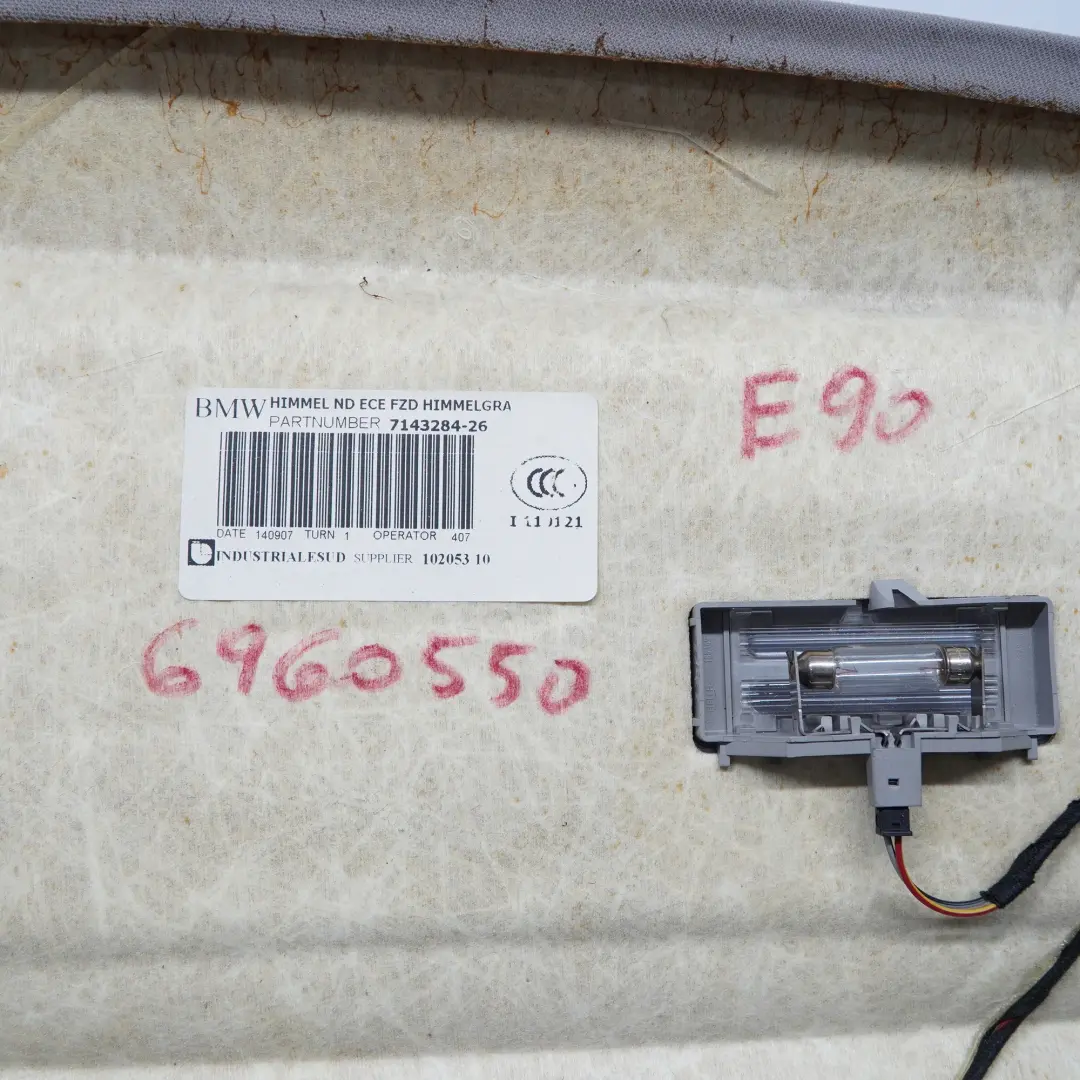 BMW HIMMEL ND ECE FZD HIMMELGRA
PARTNUMBER 7143284-26
CCC
DATE 140907 TURN 1 OPERATOR 407
INDUSTRIALESUD SUPPLIER 102053 10
E90
6960550